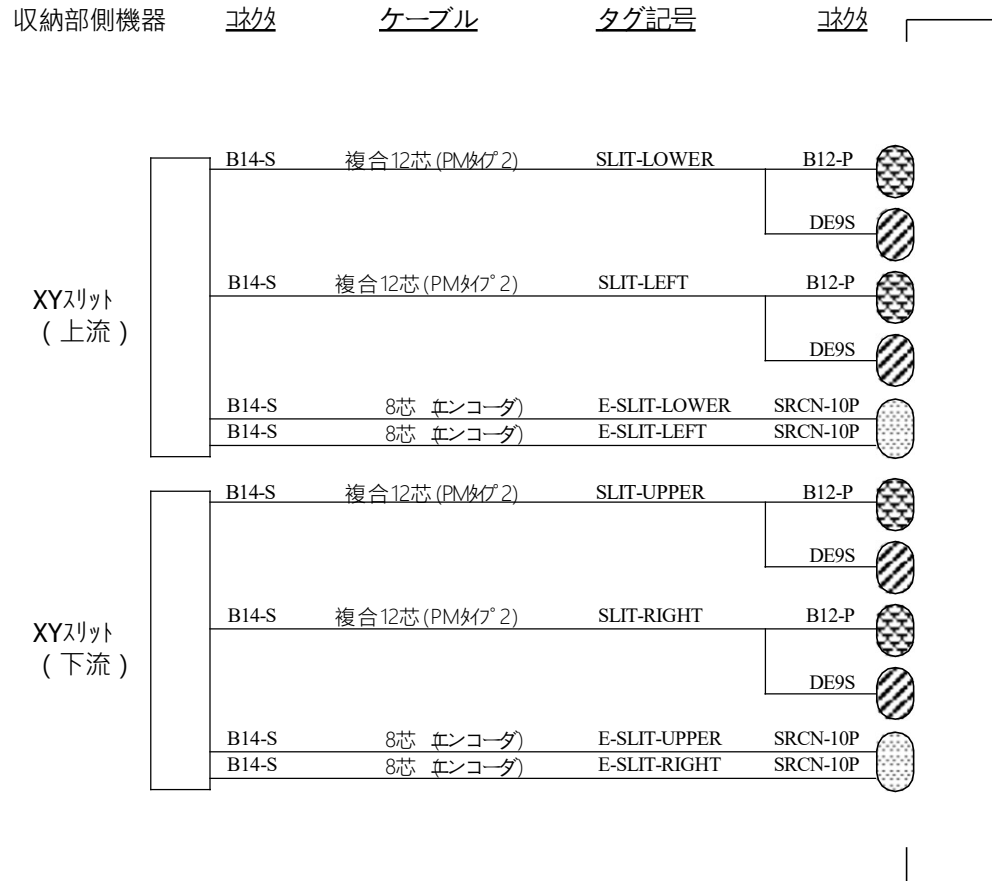 収納部側機器 ｺﾈｸﾀ ケーブル タグ記号 ｺﾈｸﾀ
B14-S 複合12芯(PMﾀｲﾌﾟ2) SLIT-LOWER B12-P
DE9S
B14-S 複合12芯(PMﾀｲﾌﾟ2) SLIT-LEFT B12-P
XYｽﾘｯﾄ
(上流)
DE9S
B14-S 8芯 (エンコーダ) E-SLIT-LOWER SRCN-10P
B14-S 8芯 (エンコーダ) E-SLIT-LEFT SRCN-10P
B14-S 複合12芯(PMﾀｲﾌﾟ2) SLIT-UPPER B12-P
DE9S
B14-S 複合12芯(PMﾀｲﾌﾟ2) SLIT-RIGHT B12-P
XYｽﾘｯﾄ
(下流)
DE9S
B14-S 8芯 (エンコーダ) E-SLIT-UPPER SRCN-10P
B14-S 8芯 (エンコーダ) E-SLIT-RIGHT SRCN-10P